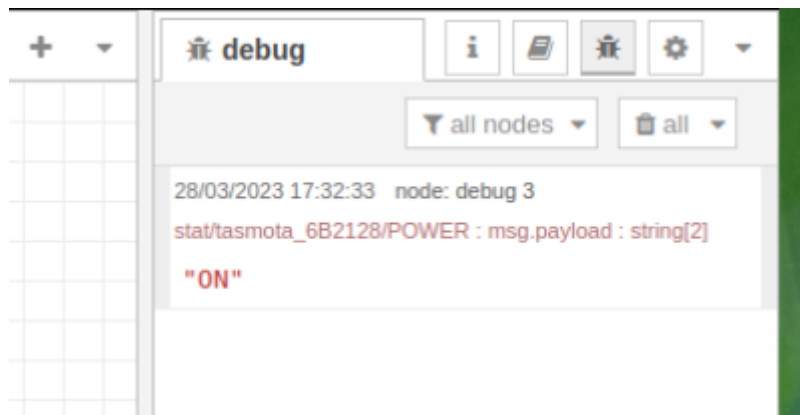 debug
all nodes
all
28/03/2023 17:32:33 node: debug 3
stat/tasmota_6B2128/POWER : msg.payload : string[2]
"ON"